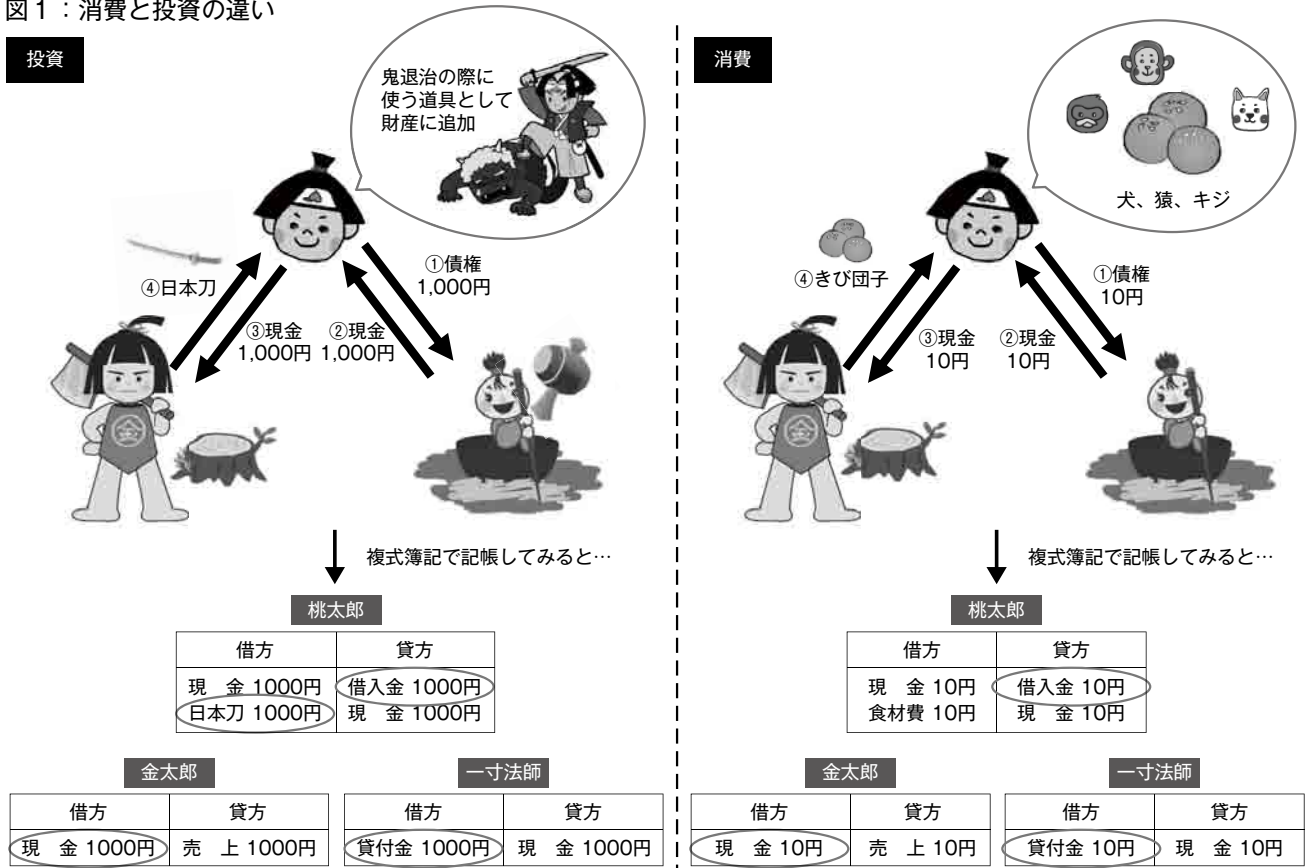 図1：消費と投資の違い
投資
鬼退治の際に
使う道具として
財産に追加
①債権
1,000円
④日本刀
③現金
1,000円
②現金
1,000円
金
複式簿記で記帳してみると…
桃太郎
借方 貸方
現　金 1000円 借入金 1000円
日本刀 1000円 現　金 1000円
金太郎
借方 貸方
現　金 1000円 売　上 1000円
一寸法師
借方 貸方
貸付金 1000円 現　金 1000円
消費
犬、猿、キジ
①債権
10円
④きび団子
③現金
10円
②現金
10円
金
複式簿記で記帳してみると…
桃太郎
借方 貸方
現　金 10円 借入金 10円
食材費 10円 現　金 10円
金太郎
借方 貸方
現　金 10円 売　上 10円
一寸法師
借方 貸方
貸付金 10円 現　金 10円